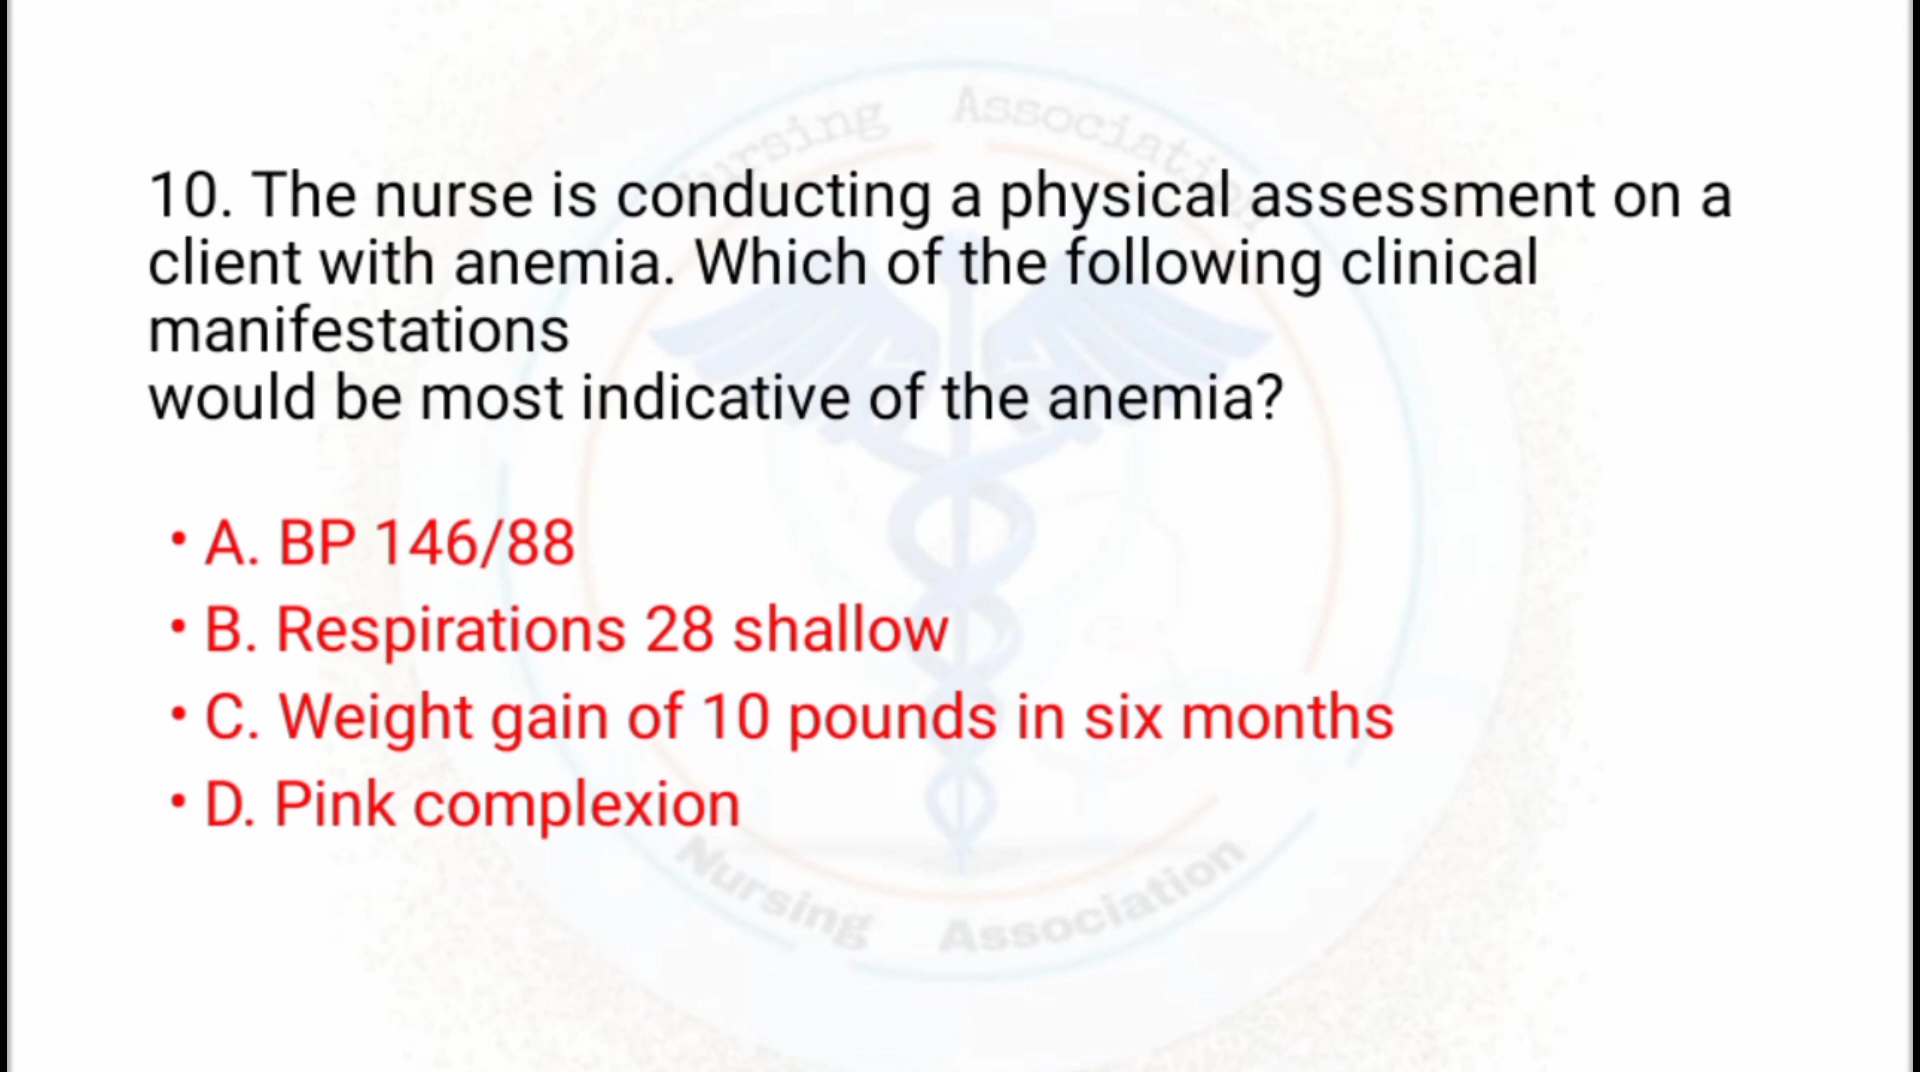 Nursing Association
10. The nurse is conducting a physical assessment on a
client with anemia. Which of the following clinical
manifestations
would be most indicative of the anemia?
• A. BP 146/88
• B. Respirations 28 shallow
• C. Weight gain of 10 pounds in six months
• D. Pink complexion
Nursing Association